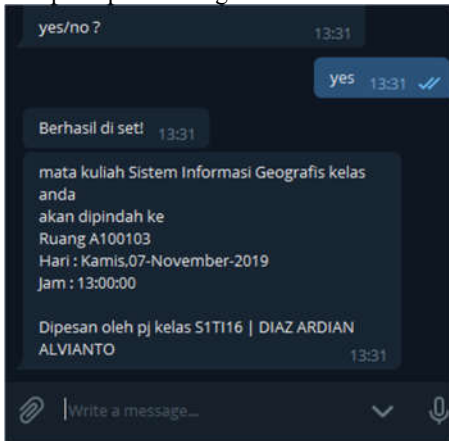 yes/no ?
13:31
yes 13:31
Berhasil di set! 13:31
mata kuliah Sistem Informasi Geografis kelas
anda
akan dipindah ke
Ruang A100103
Hari : Kamis,07-November-2019
Jam : 13:00:00
Dipesan oleh pj kelas S1TI16 | DIAZ ARDIAN
ALVIANTO
13:31
Write a message...